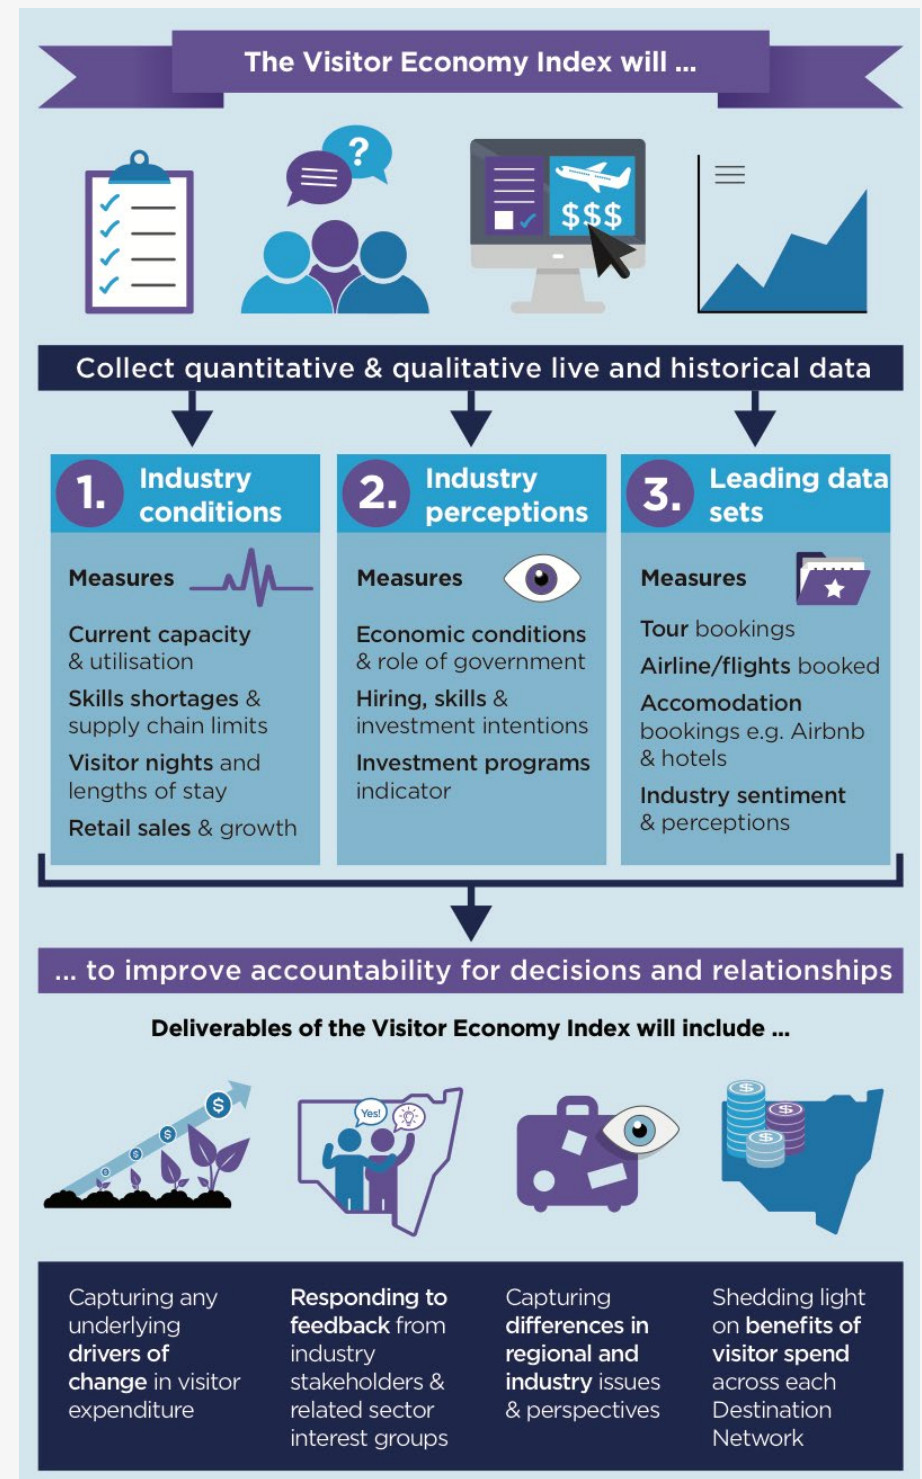 The Visitor Economy Index will ...
?
$$$
Collect quantitative & qualitative live and historical data
1.
Industry
conditions
Measures
Current capacity
& utilisation
Skills shortages &
supply chain limits
Visitor nights and
lengths of stay
Retail sales & growth
2.
Industry
perceptions
Measures
Economic conditions
& role of government
Hiring, skills &
investment intentions
Investment programs
indicator
3.
Leading data
sets
Measures
Tour bookings
Airline/flights booked
Accomodation
bookings e.g. Airbnb
& hotels
Industry sentiment
& perceptions
... to improve accountability for decisions and relationships
Deliverables of the Visitor Economy Index will include ...
$
$
$
$
Yes!
$
$
$
Capturing any
underlying
drivers of
change in visitor
expenditure
Responding to
feedback from
industry
stakeholders &
related sector
interest groups
Capturing
differences in
regional and
industry issues
& perspectives
Shedding light
on benefits of
visitor spend
across each
Destination
Network